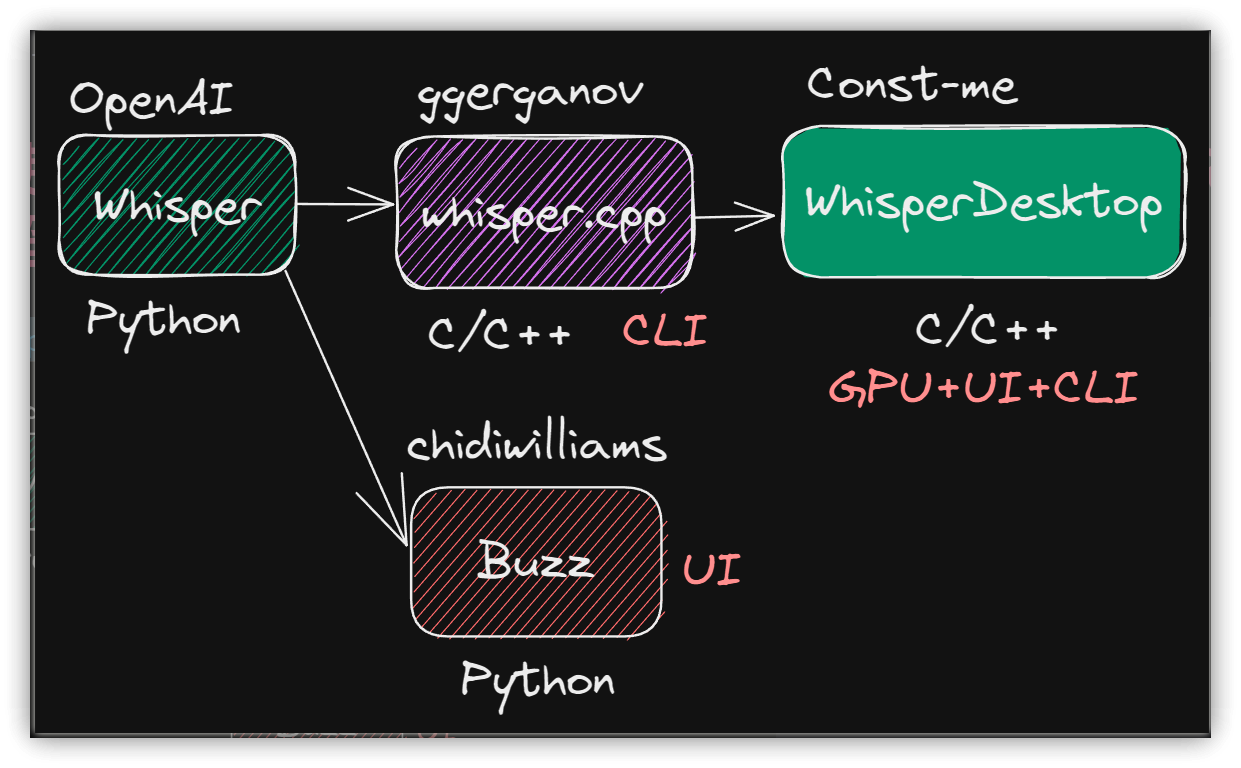 OpenAI
Whisper
Python
ggerganov
whisper.cpp
C/C++ CLI
Const-me
WhisperDesktop
C/C++
GPU+UI+CLI
chidiwilliams
Buzz
UI
Python